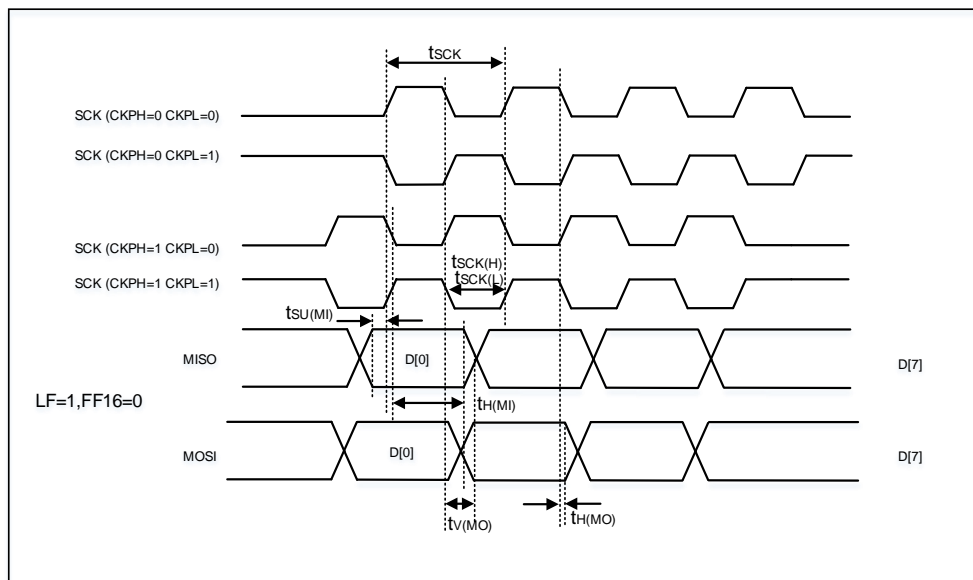 tSCK
SCK (CKPH=0 CKPL=0)
SCK (CKPH=0 CKPL=1)
SCK (CKPH=1 CKPL=0)
tSCK(H)
tSCK(L)
SCK (CKPH=1 CKPL=1)
tSU(MI)
MISO
D[0]
D[7]
LF=1,FF16=0
tH(MI)
MOSI
D[0]
D[7]
tV(MO)
tH(MO)